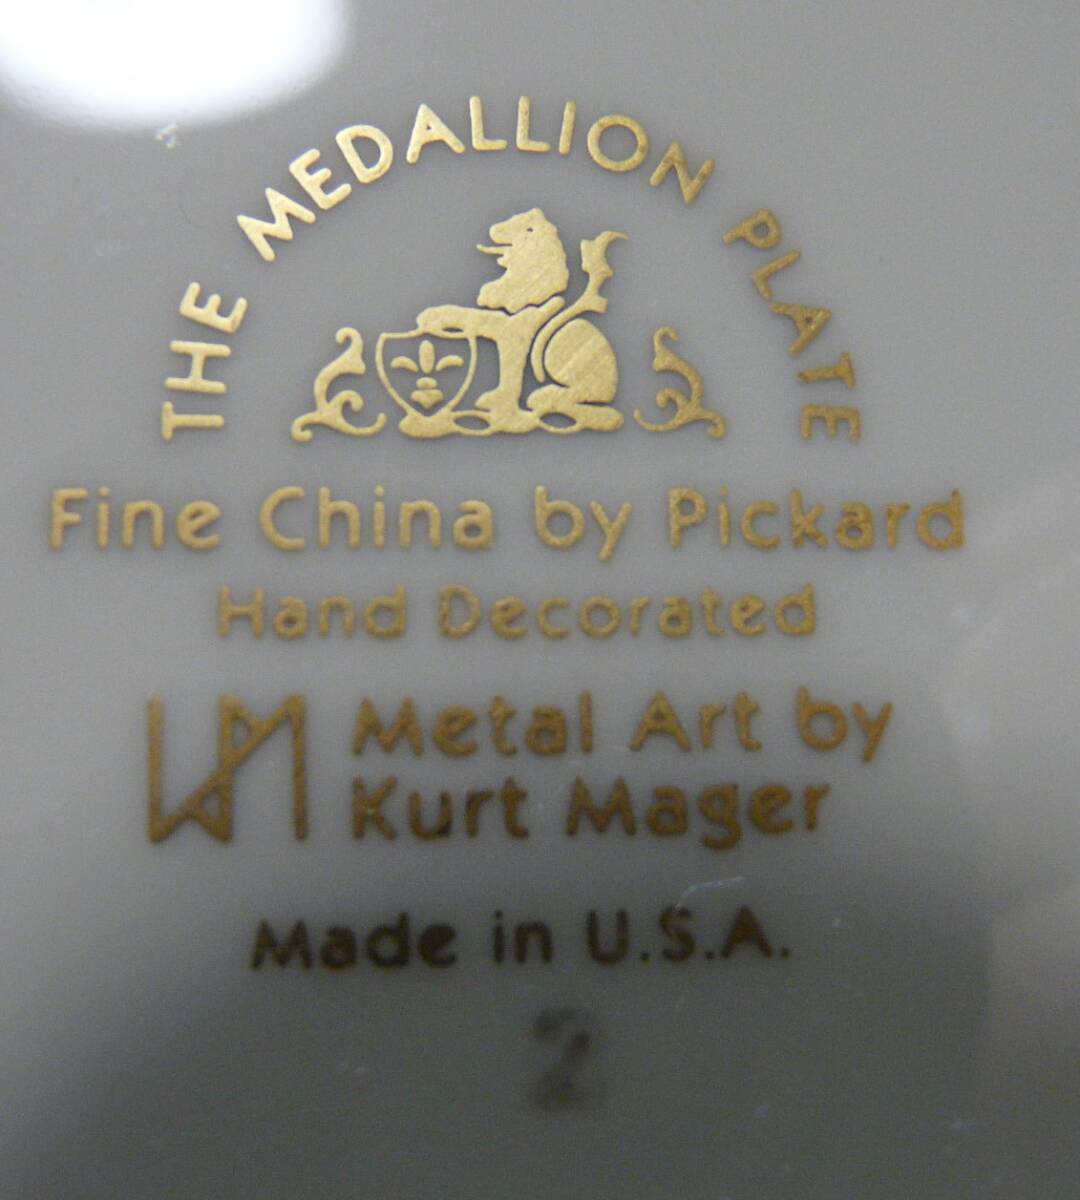 THE MEDALLION PLATE
Fine China by Pickard
Hand Decorated
Metal Art by
Kurt Mager
Made in U.S.A.
2